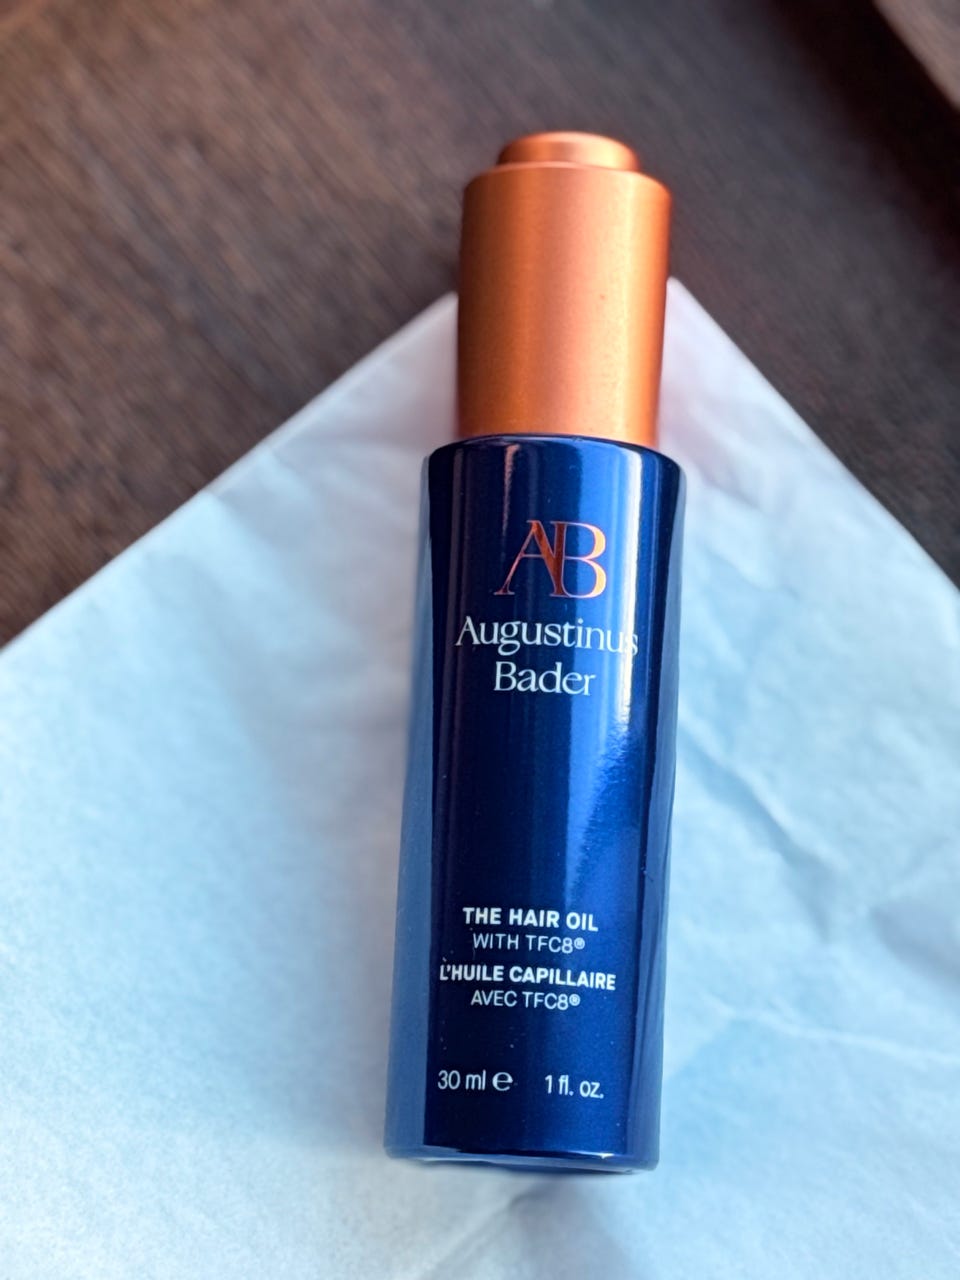 AB
Augustinus
Bader
THE HAIR OIL
WITH TFC8®
L'HUILE CAPILLAIRE
AVEC TFC8®
30 ml ℮ 1 fl. oz.